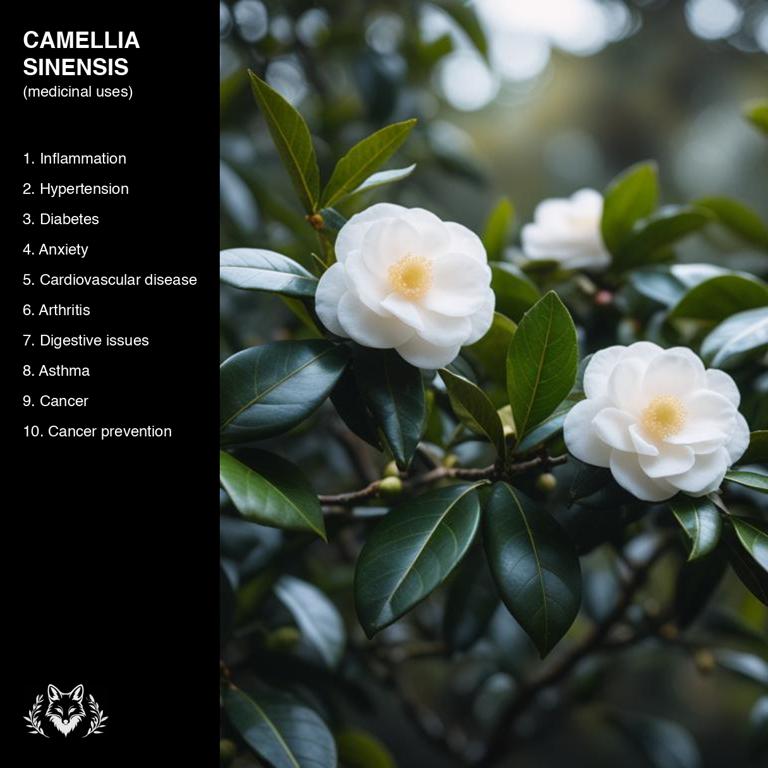 CAMELLIA
SINENSIS
(medicinal uses)
1. Inflammation
2. Hypertension
3. Diabetes
4. Anxiety
5. Cardiovascular disease
6. Arthritis
7. Digestive issues
8. Asthma
9. Cancer
10. Cancer prevention